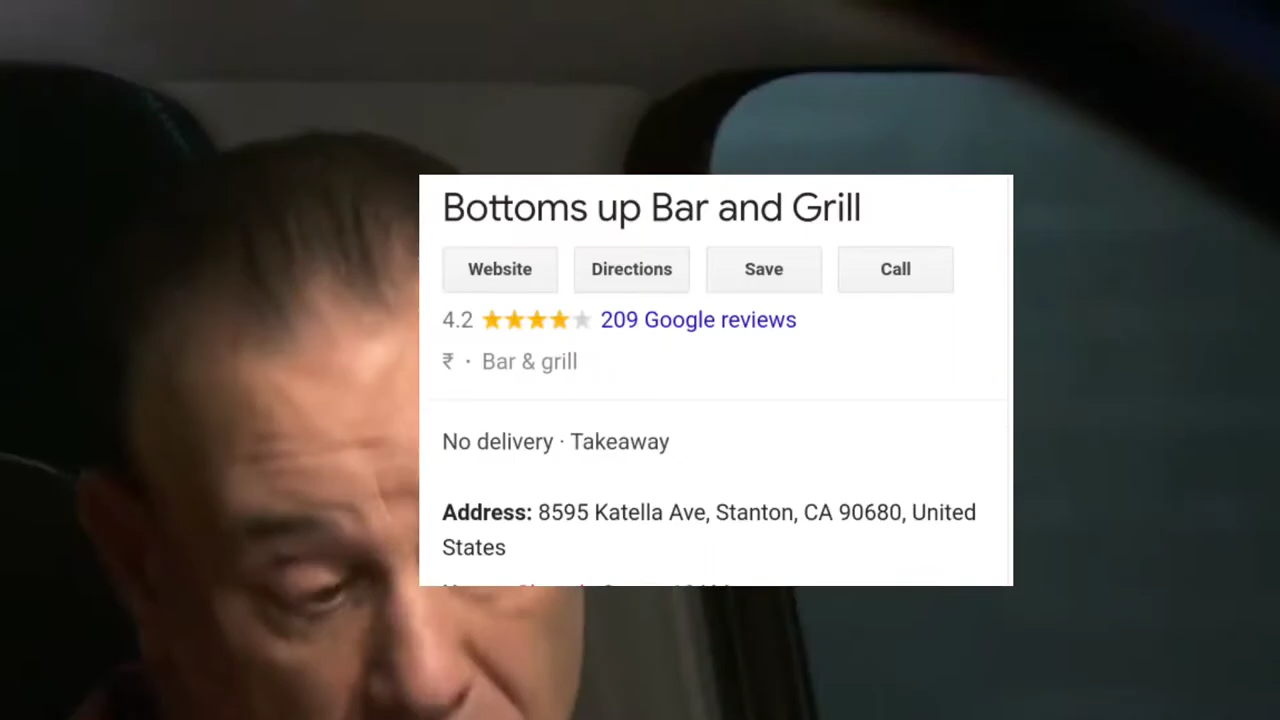 Bottoms up Bar and Grill
Website Directions Save Call
4.2 209 Google reviews
₹ · Bar & grill
No delivery · Takeaway
Address: 8595 Katella Ave, Stanton, CA 90680, United
States